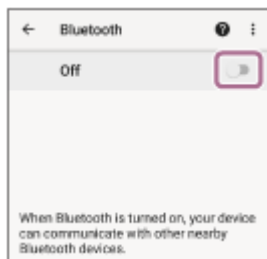 Bluetooth
Off
When Bluetooth is turned on, your device
can communicate with other nearby
Bluetooth devices.